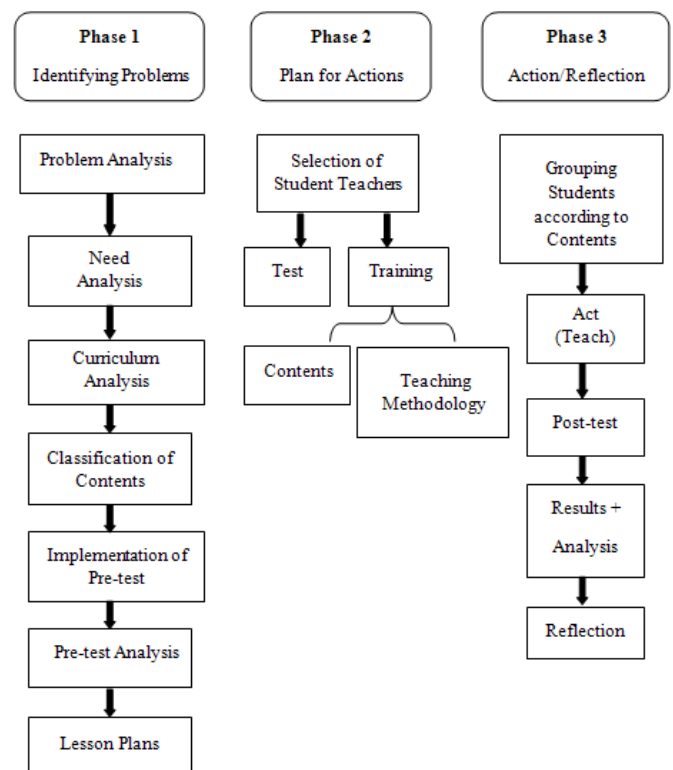 Phase 1
Identifying Problems
Problem Analysis
Need
Analysis
Curriculum
Analysis
Classification of
Contents
Implementation of
Pre-test
Pre-test Analysis
Lesson Plans
Phase 2
Plan for Actions
Selection of
Student Teachers
Test
Training
Contents
Teaching
Methodology
Phase 3
Action/Reflection
Grouping
Students
according to
Contents
Act
(Teach)
Post-test
Results +
Analysis
Reflection